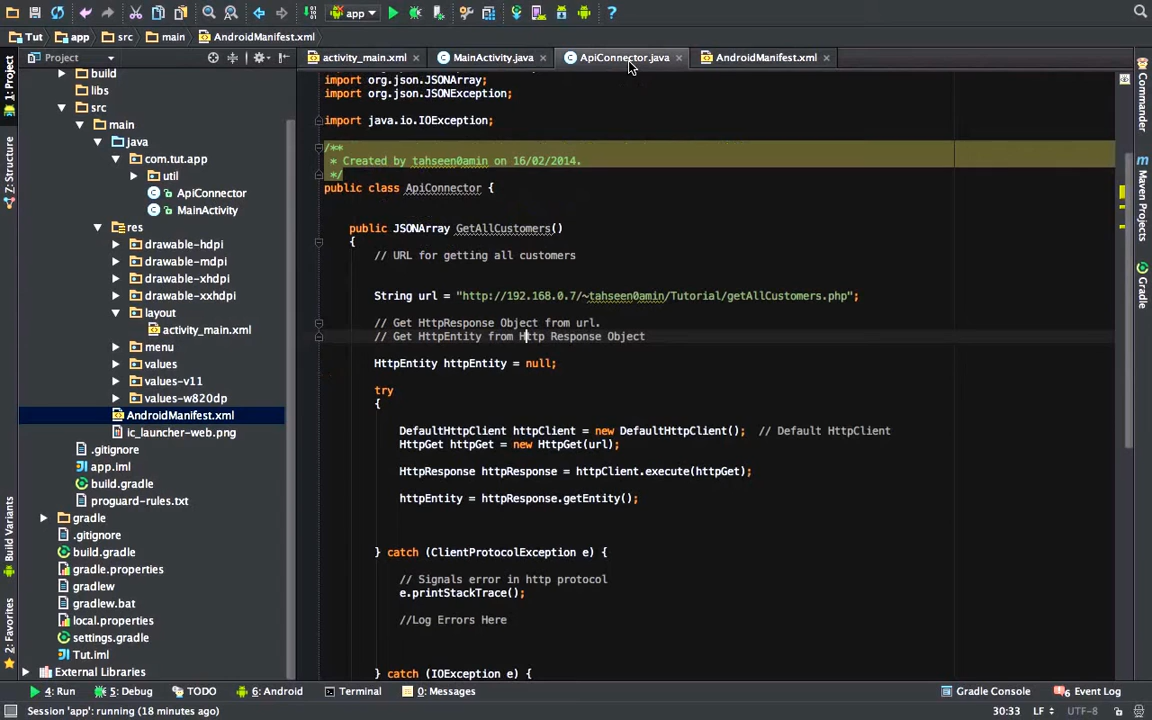 app
Tut
app
src
main
AndroidManifest.xml
Project
activity_main.xml
MainActivity.java
ApiConnector.java
AndroidManifest.xml
1: Project
Z: Structure
Build Variants
2: Favorites
build
libs
src
main
java
com.tut.app
util
ApiConnector
MainActivity
res
drawable-hdpi
drawable-mdpi
drawable-xhdpi
drawable-xxhdpi
layout
activity_main.xml
menu
values
values-v11
values-w820dp
AndroidManifest.xml
ic_launcher-web.png
.gitignore
app.iml
build.gradle
proguard-rules.txt
gradle
.gitignore
build.gradle
gradle.properties
gradlew
gradlew.bat
local.properties
settings.gradle
Tut.iml
External Libraries
import org.json.JSONArray;
import org.json.JSONException;
import java.io.IOException;
/**
* Created by tahseen0amin on 16/02/2014.
*/
public class ApiConnector {
public JSONArray GetAllCustomers()
{
// URL for getting all customers
String url = "http://192.168.0.7/~tahseen0amin/Tutorial/getAllCustomers.php";
// Get HttpResponse Object from url.
// Get HttpEntity from Http Response Object
HttpEntity httpEntity = null;
try
{
DefaultHttpClient httpClient = new DefaultHttpClient(); // Default HttpClient
HttpGet httpGet = new HttpGet(url);
HttpResponse httpResponse = httpClient.execute(httpGet);
httpEntity = httpResponse.getEntity();
} catch (ClientProtocolException e) {
// Signals error in http protocol
e.printStackTrace();
//Log Errors Here
} catch (IOException e) {
Commander
m
Maven Projects
Gradle
4: Run
5: Debug
TODO
6: Android
Terminal
0: Messages
Gradle Console
Event Log
Session 'app': running (18 minutes ago)
30:33
LF
UTF-8